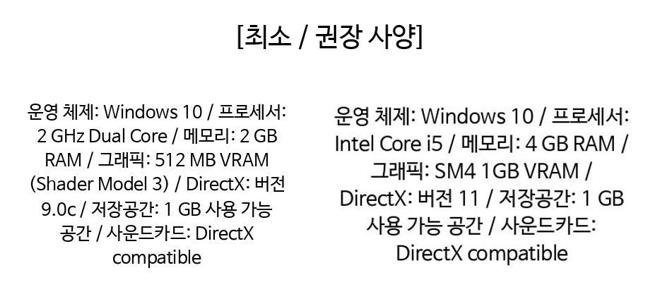 [최소 / 권장 사양]
운영 체제: Windows 10 / 프로세서:
2 GHz Dual Core / 메모리: 2 GB
RAM / 그래픽: 512 MB VRAM
(Shader Model 3) / DirectX: 버전
9.0c / 저장공간: 1 GB 사용 가능
공간 / 사운드카드: DirectX
compatible
운영 체제: Windows 10 / 프로세서:
Intel Core i5 / 메모리: 4 GB RAM /
그래픽: SM4 1GB VRAM /
DirectX: 버전 11 / 저장공간: 1 GB
사용 가능 공간 / 사운드카드:
DirectX compatible